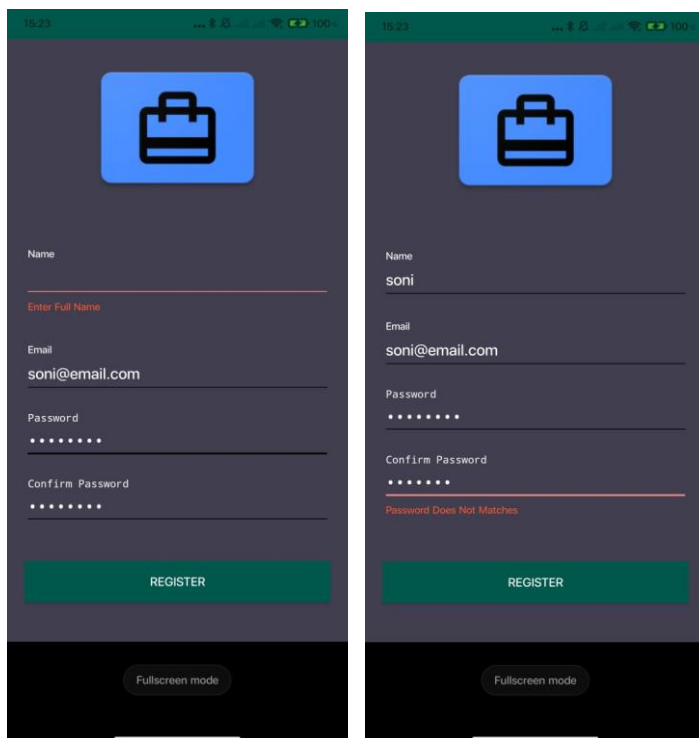 15:23
... 100
Name
Enter Full Name
Email
soni@email.com
Password
••••••••
Confirm Password
••••••••
REGISTER
Fullscreen mode
15:23
... 100
Name
soni
Email
soni@email.com
Password
••••••••
Confirm Password
•••••••
Password Does Not Matches
REGISTER
Fullscreen mode